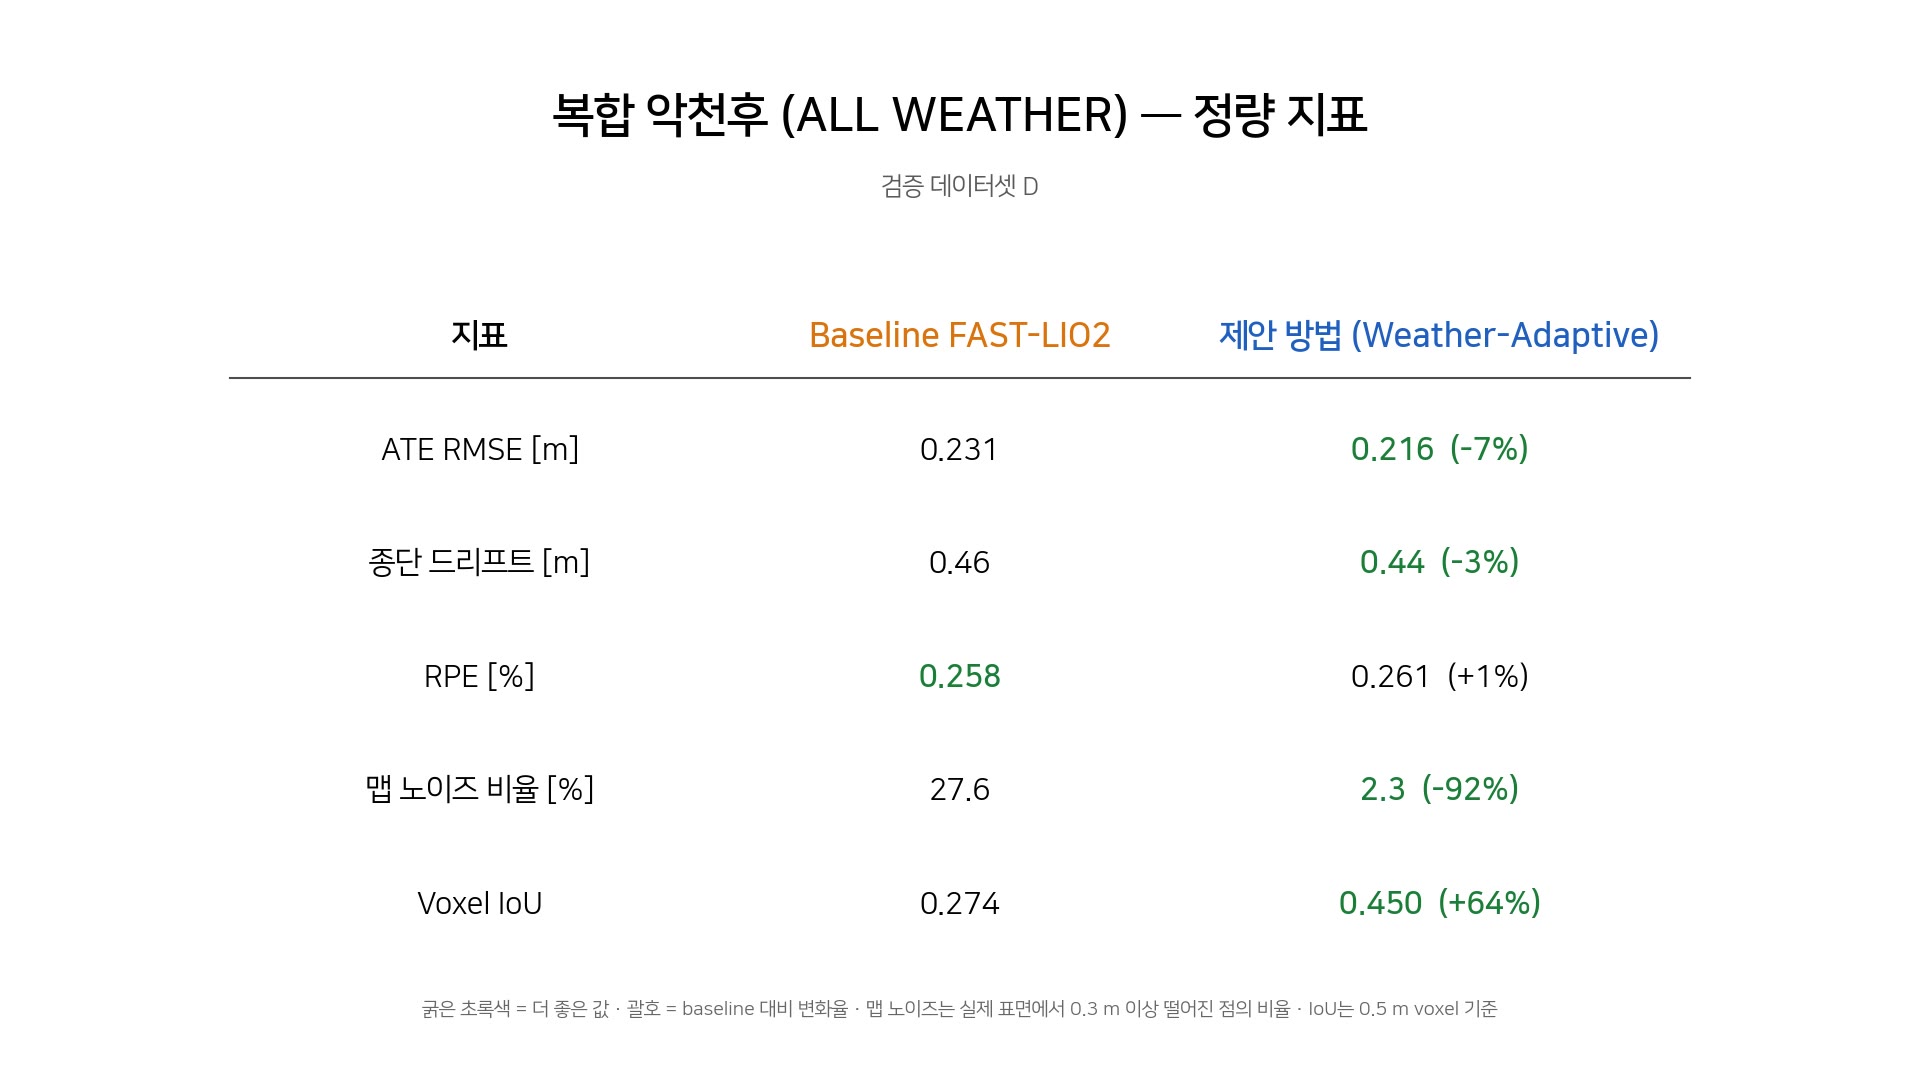 복합 악천후 (ALL WEATHER) — 정량 지표
검증 데이터셋 D
지표 Baseline FAST-LIO2 제안 방법 (Weather-Adaptive)
ATE RMSE [m] 0.231 0.216 (-7%)
종단 드리프트 [m] 0.46 0.44 (-3%)
RPE [%] 0.258 0.261 (+1%)
맵 노이즈 비율 [%] 27.6 2.3 (-92%)
Voxel IoU 0.274 0.450 (+64%)
굵은 초록색 = 더 좋은 값 · 괄호 = baseline 대비 변화율 · 맵 노이즈는 실제 표면에서 0.3 m 이상 떨어진 점의 비율 · IoU는 0.5 m voxel 기준